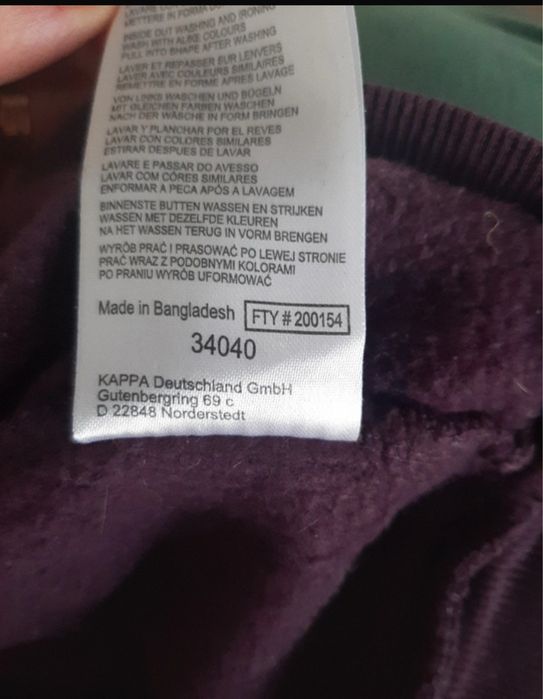 METTERE IN FORMA
INSIDE OUT WASHING AND IRONING
WASH WITH ALIKE COLOURS
PULL INTO SHAPE AFTER WASHING
LAVER ET REPASSER SUR L'ENVERS
LAVER AVEC COULEURS SIMILAIRES
REMETTRE EN FORME APRES LAVAGE
VON LINKS WASCHEN UND BÜGELN
MIT GLEICHEN FARBEN WASCHEN
NACH DER WÄSCHE IN FORM BRINGEN
LAVAR Y PLANCHAR POR EL REVES
LAVAR CON COLORES SIMILARES
ESTIRAR DESPUES DE LAVAR
LAVARE E PASSAR DO AVESSO
LAVAR COM CÓRES SIMILARES
ENFORMAR A PECA APÓS A LAVAGEM
BINNENSTE BUTTEN WASSEN EN STRIJKEN
WASSEN MET DEZELFDE KLEUREN
NA HET WASSEN TERUG IN VORM BRENGEN
WYRÓB PRAĆ I PRASOWAĆ PO LEWEJ STRONIE
PRAĆ WRAZ Z PODOBNYMI KOLORAMI
PO PRANIU WYRÓB UFORMOWAĆ
Made in Bangladesh FTY # 200154
34040
KAPPA Deutschland GmbH
Gutenbergring 69 c
D 22848 Norderstedt